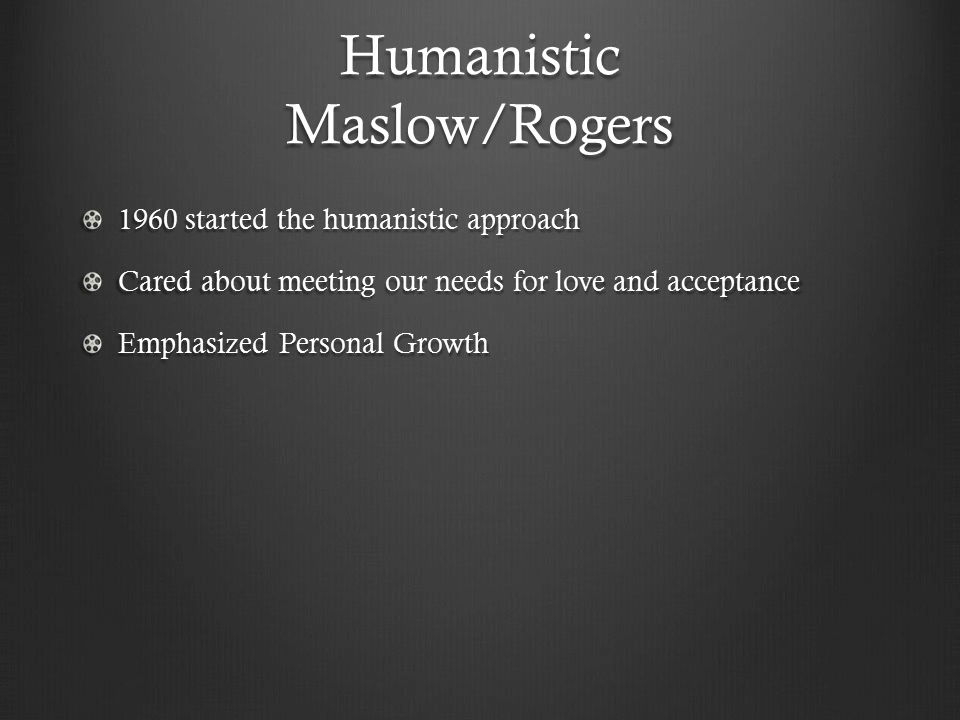 Humanistic
Maslow/Rogers
1960 started the humanistic approach
Cared about meeting our needs for love and acceptance
Emphasized Personal Growth